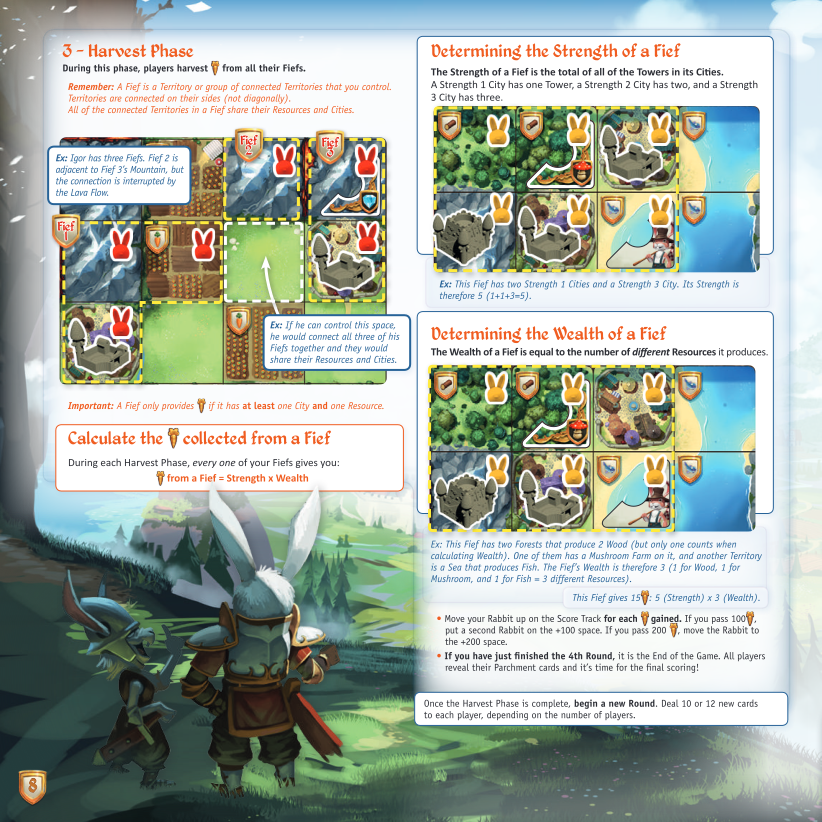 3 - Harvest Phase
During this phase, players harvest from all their Fiefs.
Remember: A Fief is a Territory or group of connected Territories that you control.
Territories are connected on their sides (not diagonally).
All of the connected Territories in a Fief share their Resources and Cities.
Ex: Igor has three Fiefs. Fief 2 is
adjacent to Fief 3's Mountain, but
the connection is interrupted by
the Lava Flow.
Fief
2
Fief
3
Fief
1
Ex: If he can control this space,
he would connect all three of his
Fiefs together and they would
share their Resources and Cities.
Important: A Fief only provides if it has at least one City and one Resource.
Calculate the collected from a Fief
During each Harvest Phase, every one of your Fiefs gives you:
from a Fief = Strength x Wealth
8
Determining the Strength of a Fief
The Strength of a Fief is the total of all of the Towers in its Cities.
A Strength 1 City has one Tower, a Strength 2 City has two, and a Strength
3 City has three.
Ex: This Fief has two Strength 1 Cities and a Strength 3 City. Its Strength is
therefore 5 (1+1+3=5).
Determining the Wealth of a Fief
The Wealth of a Fief is equal to the number of different Resources it produces.
Ex: This Fief has two Forests that produce 2 Wood (but only one counts when
calculating Wealth). One of them has a Mushroom Farm on it, and another Territory
is a Sea that produces Fish. The Fief's Wealth is therefore 3 (1 for Wood, 1 for
Mushroom, and 1 for Fish = 3 different Resources).
This Fief gives 15 : 5 (Strength) x 3 (Wealth).
• Move your Rabbit up on the Score Track for each gained. If you pass 100 ,
put a second Rabbit on the +100 space. If you pass 200 , move the Rabbit to
the +200 space.
• If you have just finished the 4th Round, it is the End of the Game. All players
reveal their Parchment cards and it's time for the final scoring!
Once the Harvest Phase is complete, begin a new Round. Deal 10 or 12 new cards
to each player, depending on the number of players.